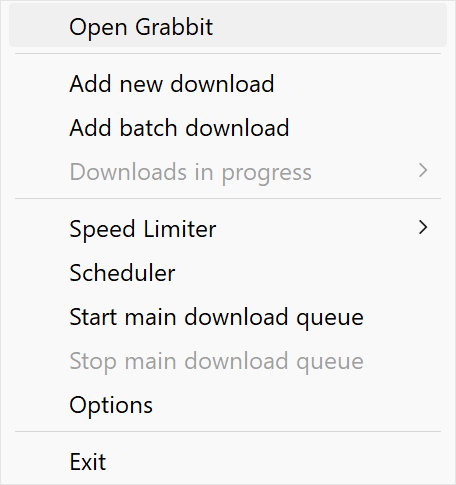 Open Grabbit
Add new download
Add batch download
Downloads in progress
Speed Limiter
Scheduler
Start main download queue
Stop main download queue
Options
Exit